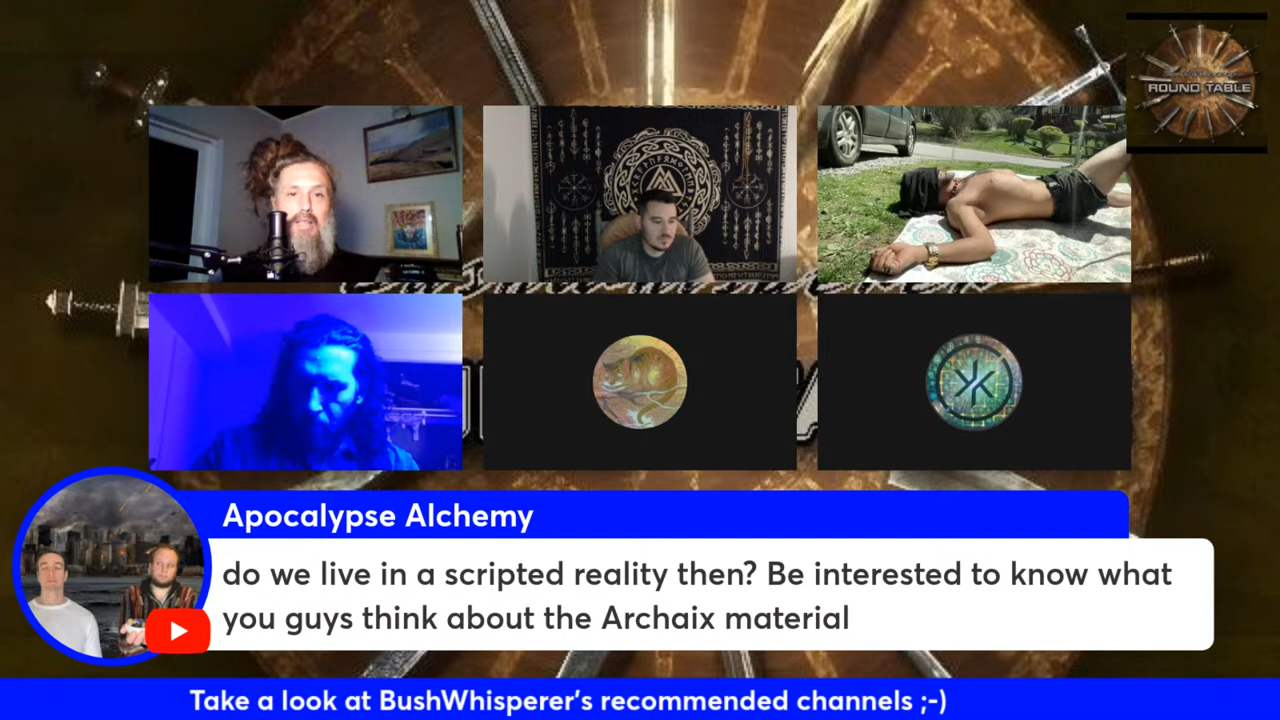 ROUND TABLE
Apocalypse Alchemy
do we live in a scripted reality then? Be interested to know what
you guys think about the Archaix material
Take a look at BushWhisperer's recommended channels ;-)